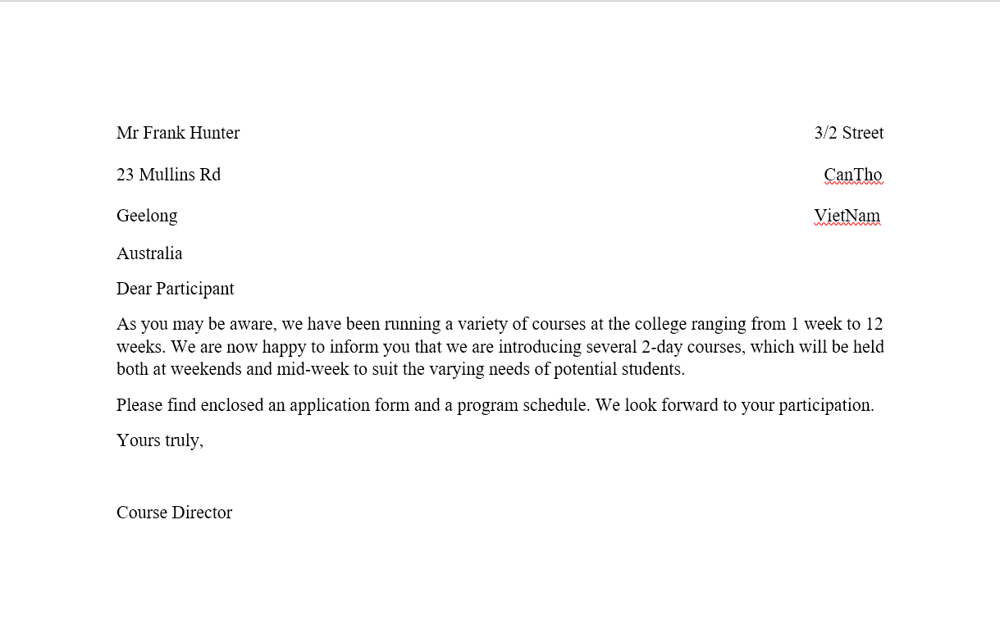 Mr Frank Hunter 3/2 Street
23 Mullins Rd CanTho
Geelong VietNam
Australia
Dear Participant
As you may be aware, we have been running a variety of courses at the college ranging from 1 week to 12
weeks. We are now happy to inform you that we are introducing several 2-day courses, which will be held
both at weekends and mid-week to suit the varying needs of potential students.
Please find enclosed an application form and a program schedule. We look forward to your participation.
Yours truly,
Course Director